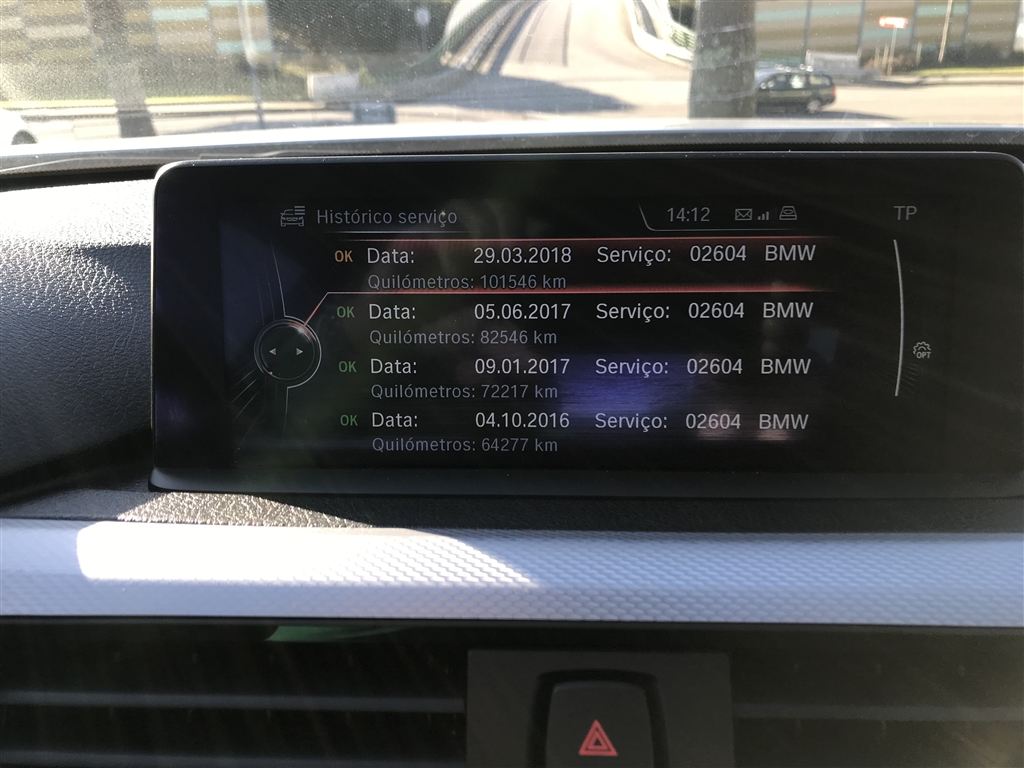 Histórico serviço 14:12 TP
OK Data: 29.03.2018 Serviço: 02604 BMW
Quilómetros: 101546 km
OK Data: 05.06.2017 Serviço: 02604 BMW
Quilómetros: 82546 km
OK Data: 09.01.2017 Serviço: 02604 BMW
OPT
Quilómetros: 72217 km
OK Data: 04.10.2016 Serviço: 02604 BMW
Quilómetros: 64277 km